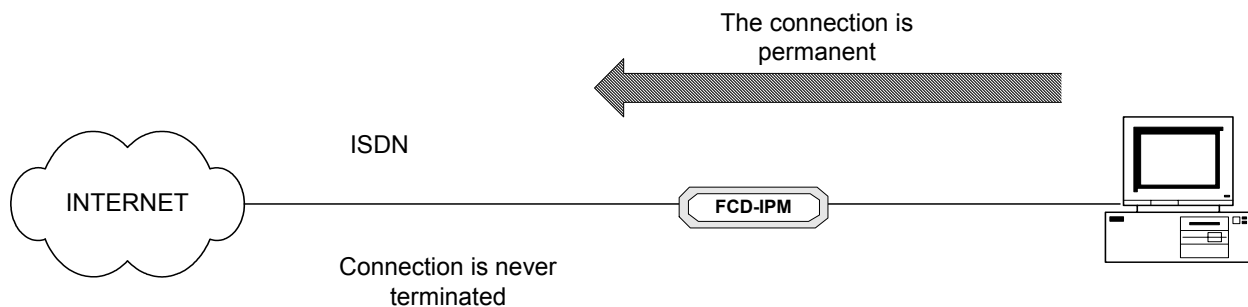 The connection is
permanent
ISDN
INTERNET
FCD-IPM
Connection is never
terminated